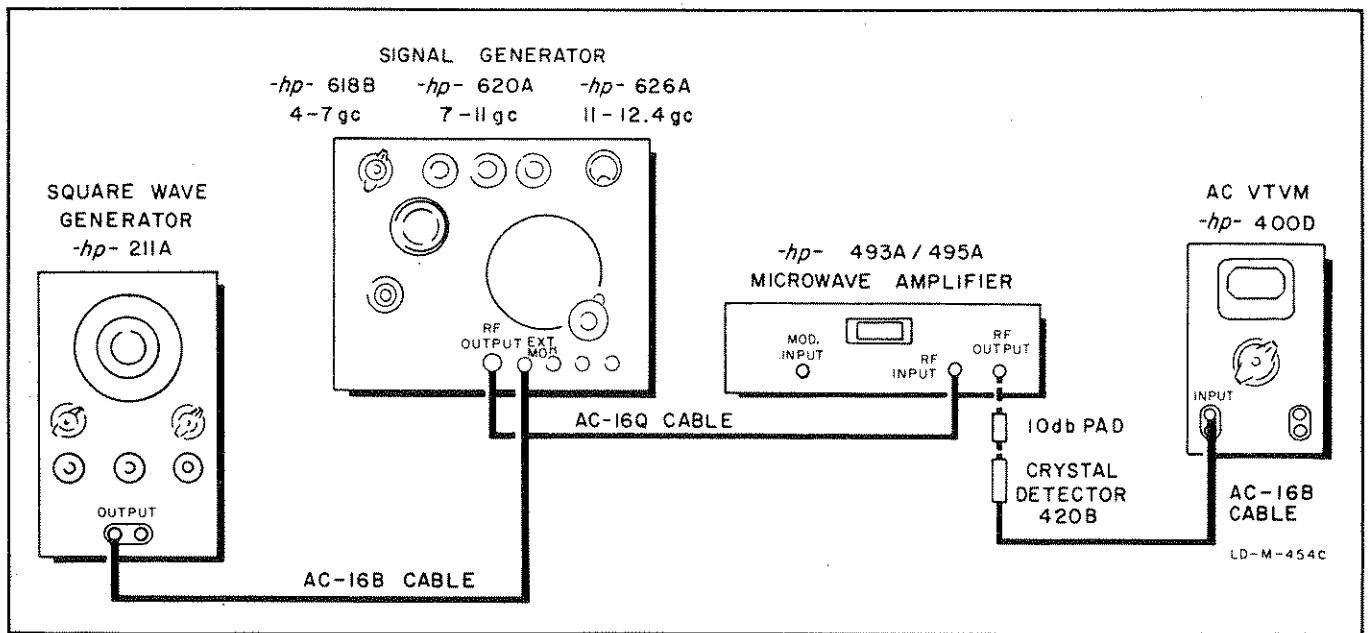 SIGNAL GENERATOR
-hp- 618B -hp- 620A -hp- 626A
4-7 gc 7-11 gc 11-12.4 gc
SQUARE WAVE
GENERATOR
-hp- 211A
OUTPUT
RF
OUTPUT
EXT.
MOD.
-hp- 493A/495A
MICROWAVE AMPLIFIER
MOD.
INPUT
RF
INPUT
RF
OUTPUT
AC VTVM
-hp- 400D
INPUT
AC-16Q CABLE
10db PAD
CRYSTAL
DETECTOR
420B
AC-16B
CABLE
LD-M-454C
AC-16B CABLE